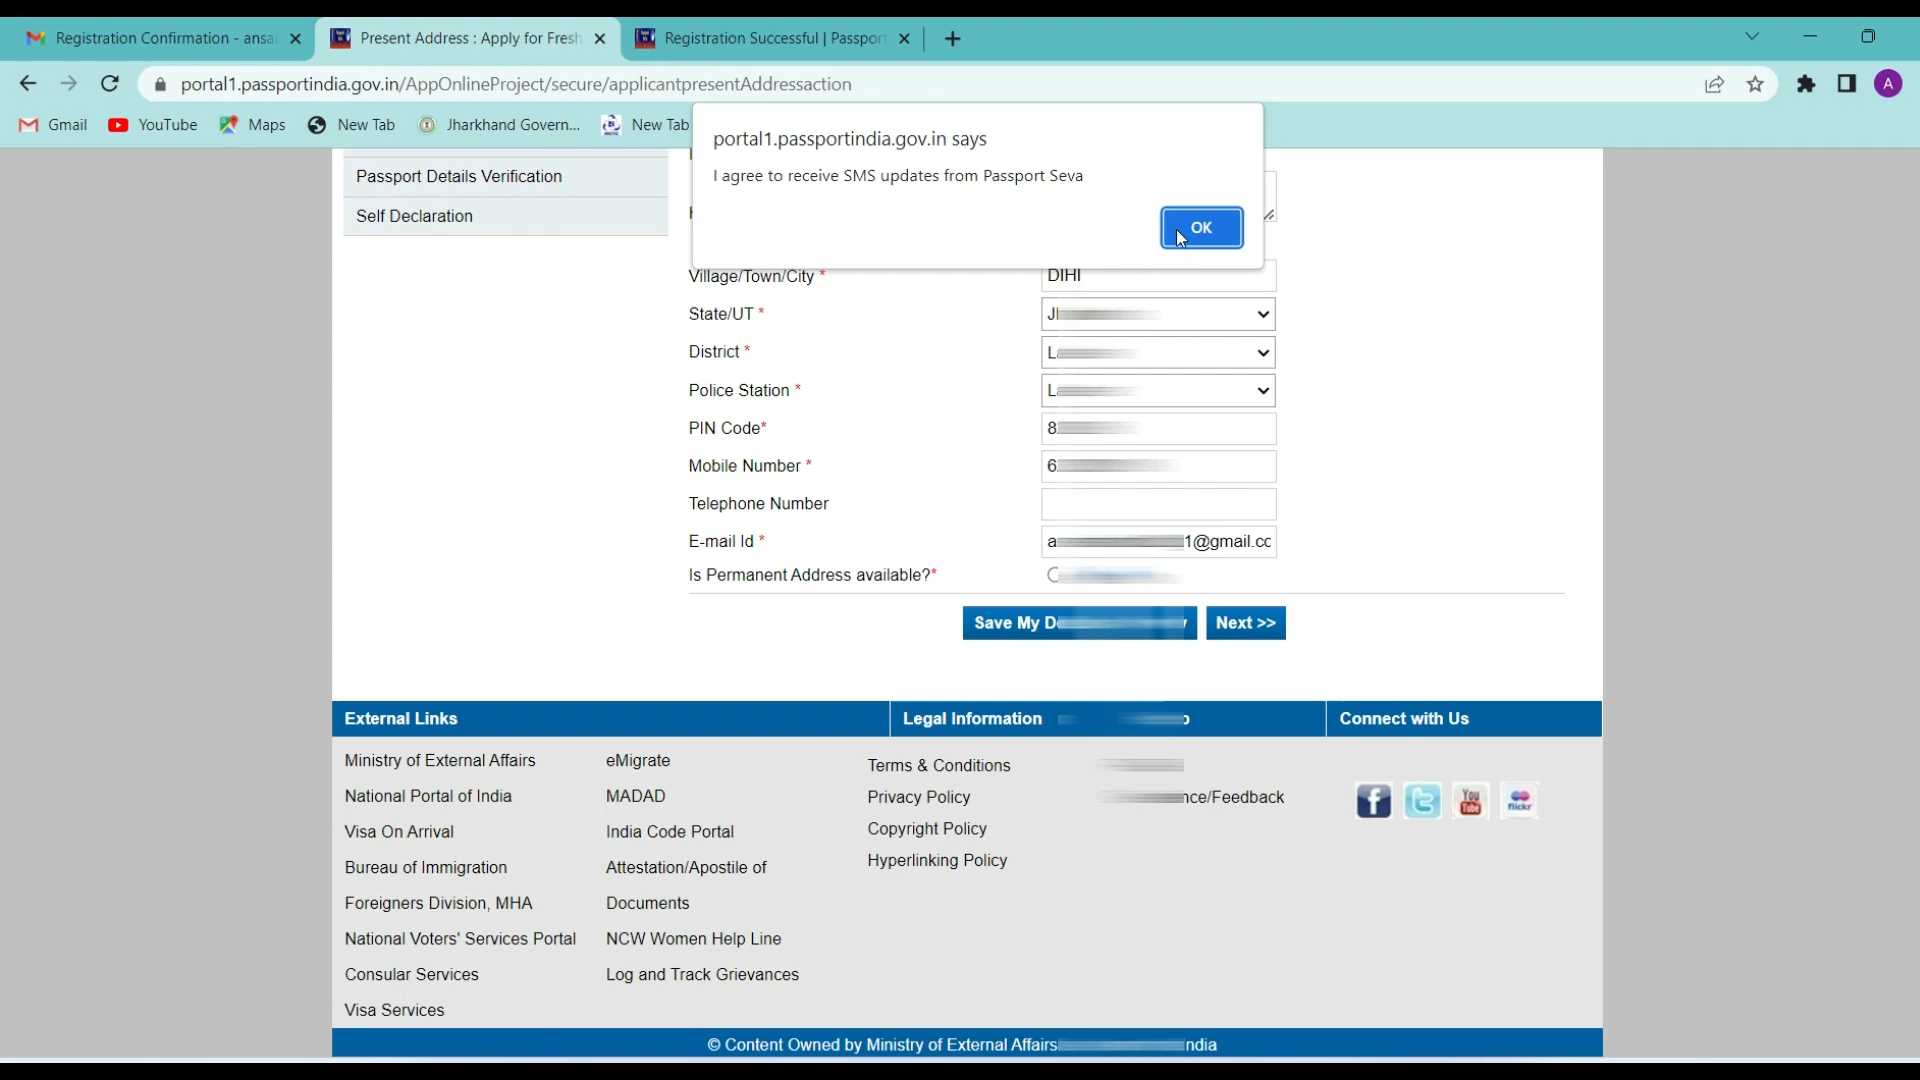 Registration Confirmation - ansa
Present Address : Apply for Fresh
Registration Successful | Passport
portal1.passportindia.gov.in/AppOnlineProject/secure/applicantpresentAddressaction
A
Gmail
YouTube
Maps
New Tab
Jharkhand Govern...
New Tab
portal1.passportindia.gov.in says
I agree to receive SMS updates from Passport Seva
OK
Passport Details Verification
Self Declaration
Village/Town/City *
DIHI
State/UT *
District *
Police Station *
PIN Code*
8
Mobile Number *
6
Telephone Number
E-mail Id *
a 1@gmail.cc
Is Permanent Address available?*
Save My
Next >>
External Links
Legal Information
Connect with Us
Ministry of External Affairs
National Portal of India
Visa On Arrival
Bureau of Immigration
Foreigners Division, MHA
National Voters' Services Portal
Consular Services
Visa Services
eMigrate
MADAD
India Code Portal
Attestation/Apostile of
Documents
NCW Women Help Line
Log and Track Grievances
Terms & Conditions
Privacy Policy
Copyright Policy
Hyperlinking Policy
nce/Feedback
f
You
Tube
flickr
© Content Owned by Ministry of External Affairs ndia